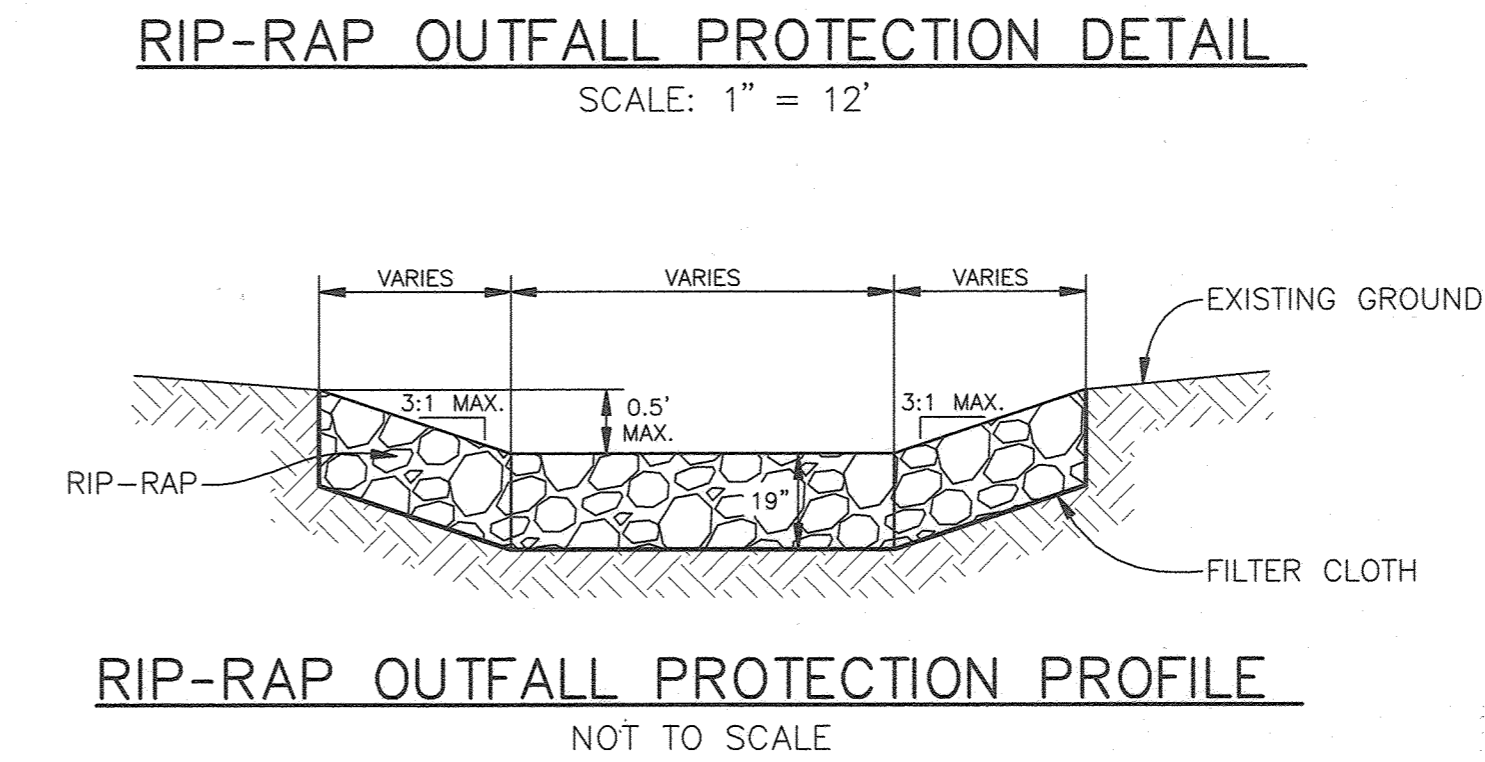 RIP-RAP OUTFALL PROTECTION DETAIL
SCALE: 1" = 12'
VARIES
VARIES
VARIES
EXISTING GROUND
3:1 MAX.
0.5'
MAX.
3:1 MAX.
RIP-RAP
19"
FILTER CLOTH
RIP-RAP OUTFALL PROTECTION PROFILE
NOT TO SCALE